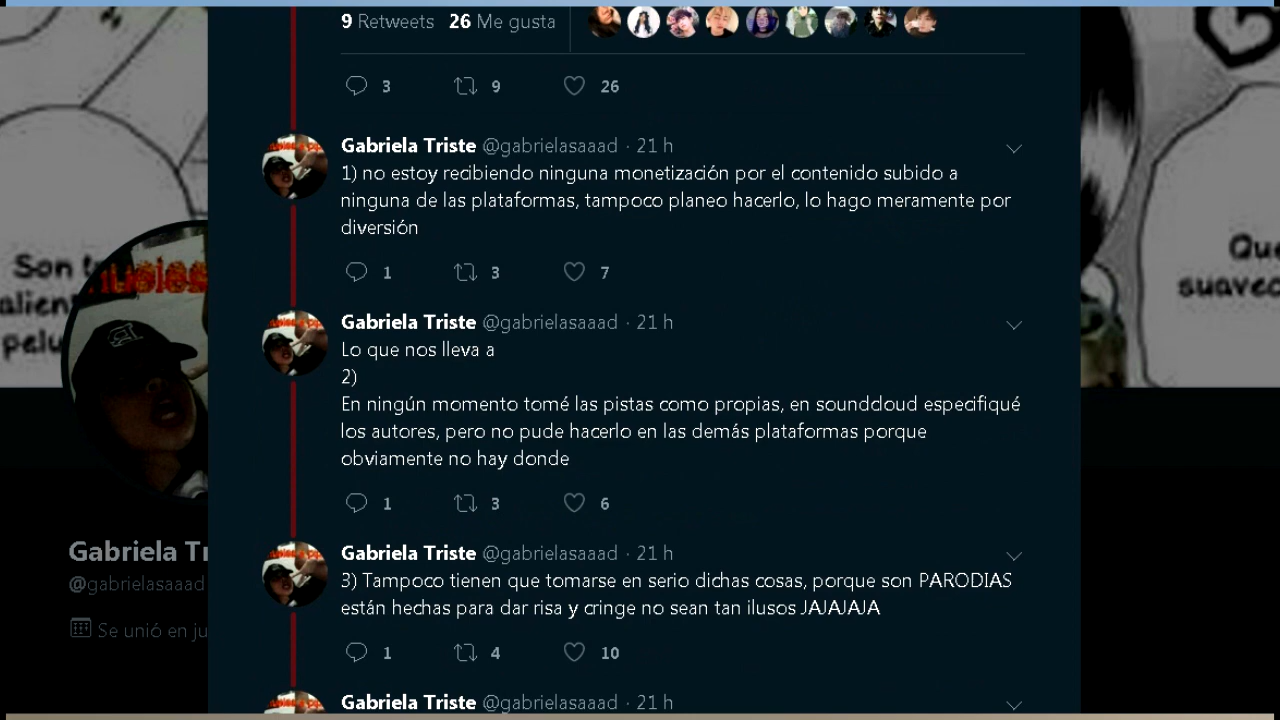 9 Retweets 26 Me gusta
3 9 26
Gabriela Triste @gabrielasaaad · 21 h
1) no estoy recibiendo ninguna monetización por el contenido subido a
ninguna de las plataformas, tampoco planeo hacerlo, lo hago meramente por
diversión
1 3 7
Gabriela Triste @gabrielasaaad · 21 h
Lo que nos lleva a
2)
En ningún momento tomé las pistas como propias, en soundcloud especifiqué
los autores, pero no pude hacerlo en las demás plataformas porque
obviamente no hay donde
1 3 6
Gabriela Triste @gabrielasaaad · 21 h
3) Tampoco tienen que tomarse en serio dichas cosas, porque son PARODIAS
están hechas para dar risa y cringe no sean tan ilusos JAJAJAJA
1 4 10
Gabriela Triste @gabrielasaaad · 21 h
Son
Gabriela Tr
@gabrielasaaad
Se unió en ju